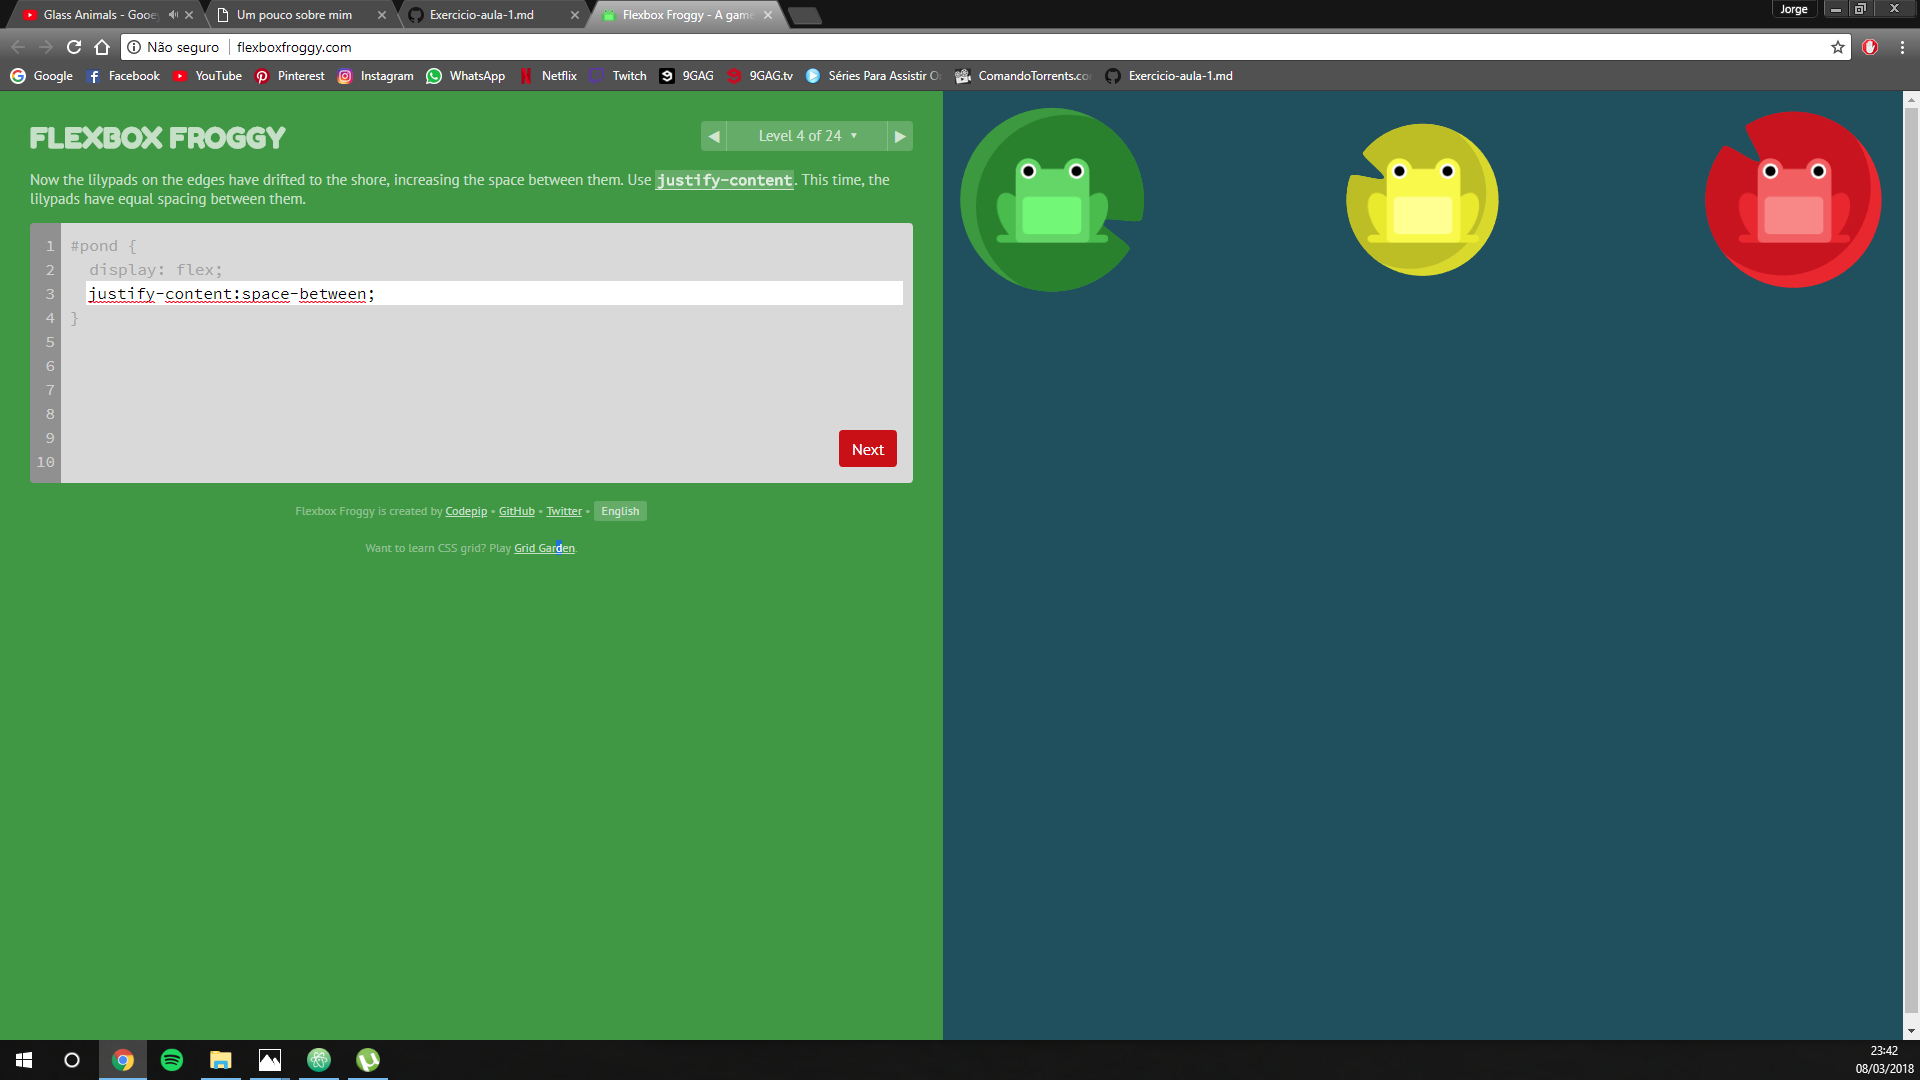 Glass Animals - Gooe
Um pouco sobre mim
Exercicio-aula-1.md
Flexbox Froggy - A game
Jorge
Não seguro
flexboxfroggy.com
Google
Facebook
YouTube
Pinterest
Instagram
WhatsApp
Netflix
Twitch
9GAG
9GAG.tv
Séries Para Assistir O
ComandoTorrents.co
Exercicio-aula-1.md
FLEXBOX FROGGY
Level 4 of 24
Now the lilypads on the edges have drifted to the shore, increasing the space between them. Use justify-content. This time, the
lilypads have equal spacing between them.
1 #pond {
2 display: flex;
3 justify-content:space-between;
4 }
5
6
7
8
9
10
Next
Flexbox Froggy is created by Codepip • GitHub • Twitter • English
Want to learn CSS grid? Play Grid Garden.
23:42
08/03/2018